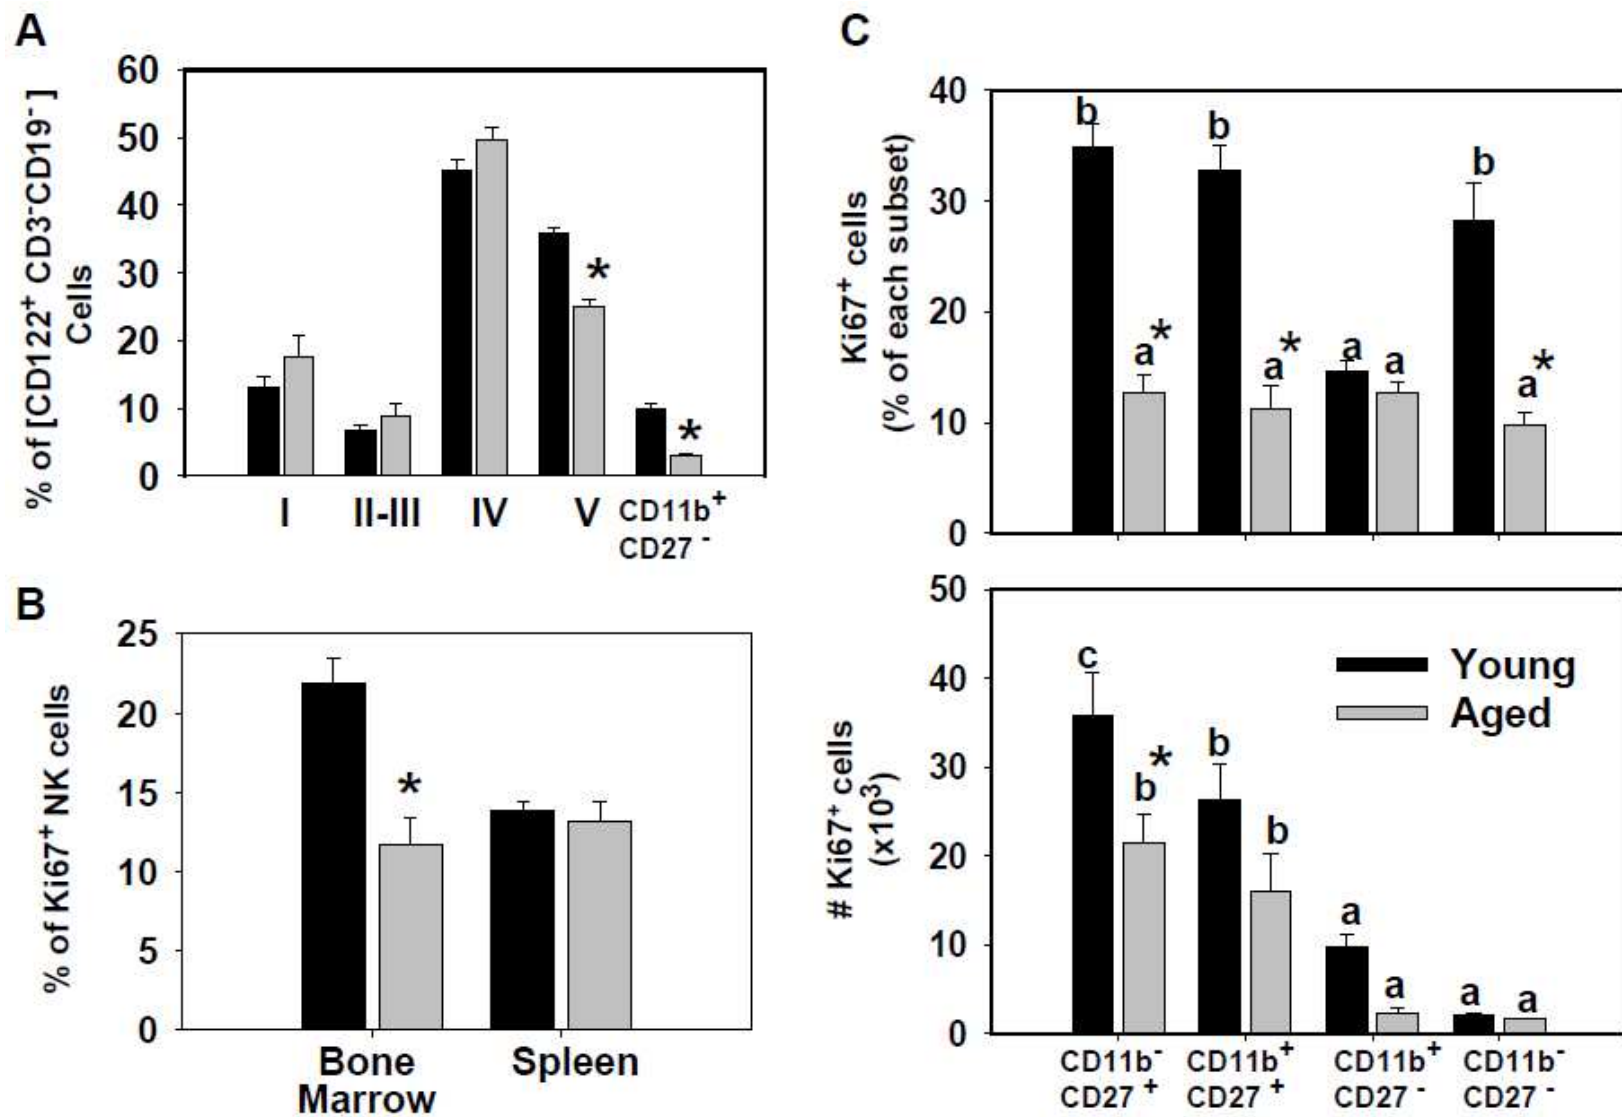 A
% of [CD122+ CD3-CD19-]
Cells
60
50
40
30
20
10
0
*
*
I II-III IV V CD11b+
CD27 -
B
% of Ki67+ NK cells
25
20
15
10
5
0
*
Bone
Marrow
Spleen
C
Ki67+ cells
(% of each subset)
40
30
20
10
0
b a* b a* a a b a*
# Ki67+ cells
(x10³)
50
40
30
20
10
0
c b* b b a a a a
Young
Aged
CD11b- CD11b+ CD11b+ CD11b-
CD27 + CD27 + CD27 - CD27 -